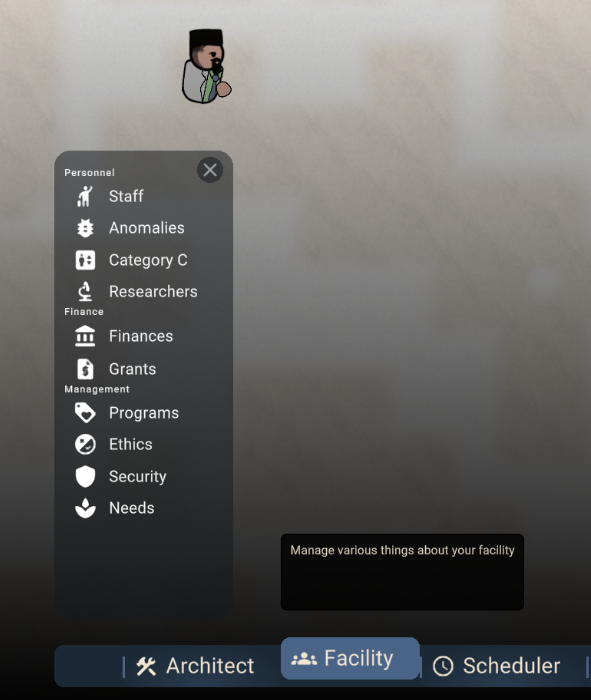 Personnel
Staff
Anomalies
Category C
Researchers
Finance
Finances
Grants
Management
Programs
Ethics
Security
Needs
Manage various things about your facility
Architect
Facility
Scheduler